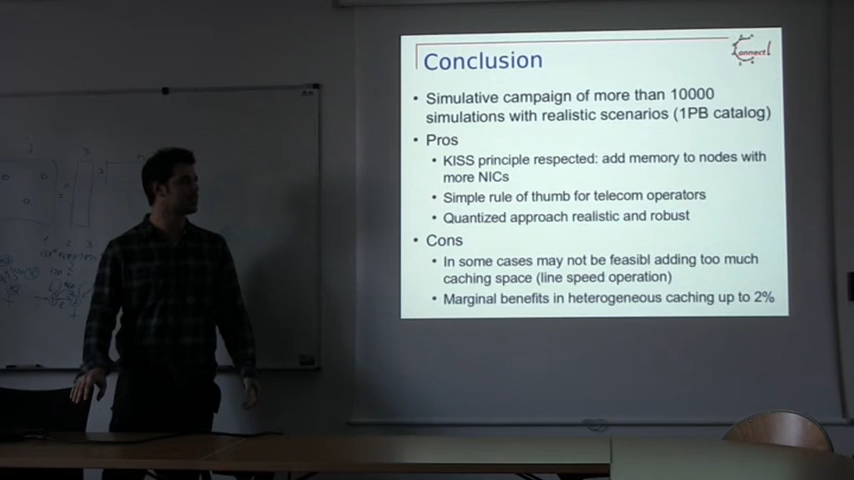 Conclusion
onnect!
• Simulative campaign of more than 10000
simulations with realistic scenarios (1PB catalog)
• Pros
• KISS principle respected: add memory to nodes with
more NICs
• Simple rule of thumb for telecom operators
• Quantized approach realistic and robust
• Cons
• In some cases may not be feasibl adding too much
caching space (line speed operation)
• Marginal benefits in heterogeneous caching up to 2%